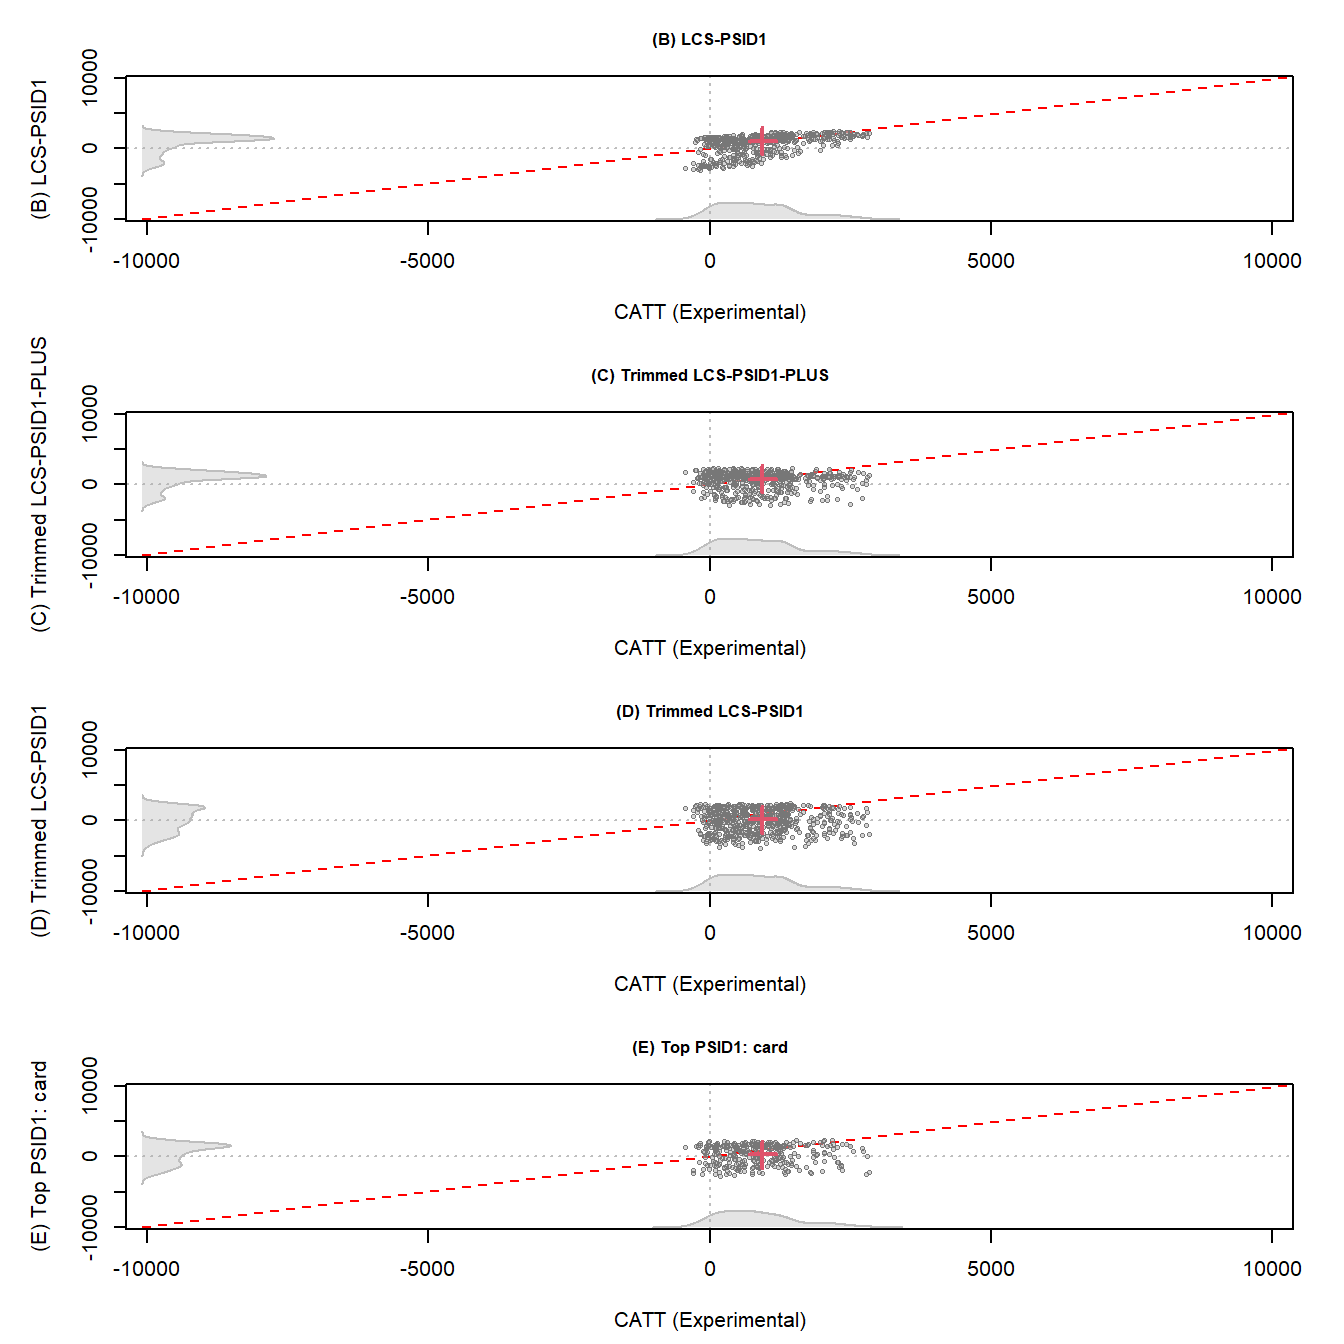 (B) LCS-PSID1
(B) LCS-PSID1
10000
0
-10000
-10000 -5000 0 5000 10000
CATT (Experimental)
(C) Trimmed LCS-PSID1-PLUS
(C) Trimmed LCS-PSID1-PLUS
10000
0
-10000
-10000 -5000 0 5000 10000
CATT (Experimental)
(D) Trimmed LCS-PSID1
(D) Trimmed LCS-PSID1
10000
0
-10000
-10000 -5000 0 5000 10000
CATT (Experimental)
(E) Top PSID1: card
(E) Top PSID1: card
10000
0
-10000
-10000 -5000 0 5000 10000
CATT (Experimental)